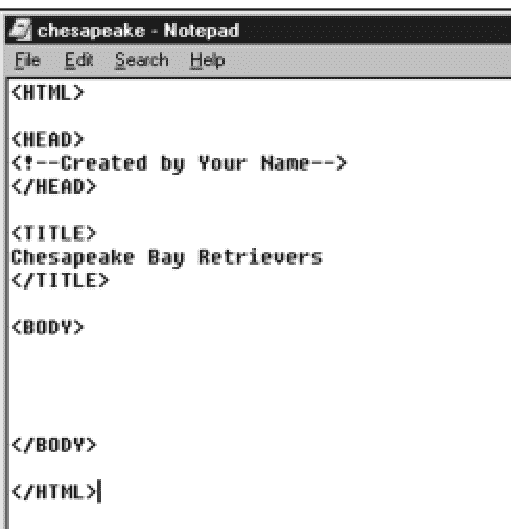 chesapeake - Notepad
File Edit Search Help
<HTML>
<HEAD>
<!--Created by Your Name-->
</HEAD>
<TITLE>
Chesapeake Bay Retrievers
</TITLE>
<BODY>
</BODY>
</HTML>